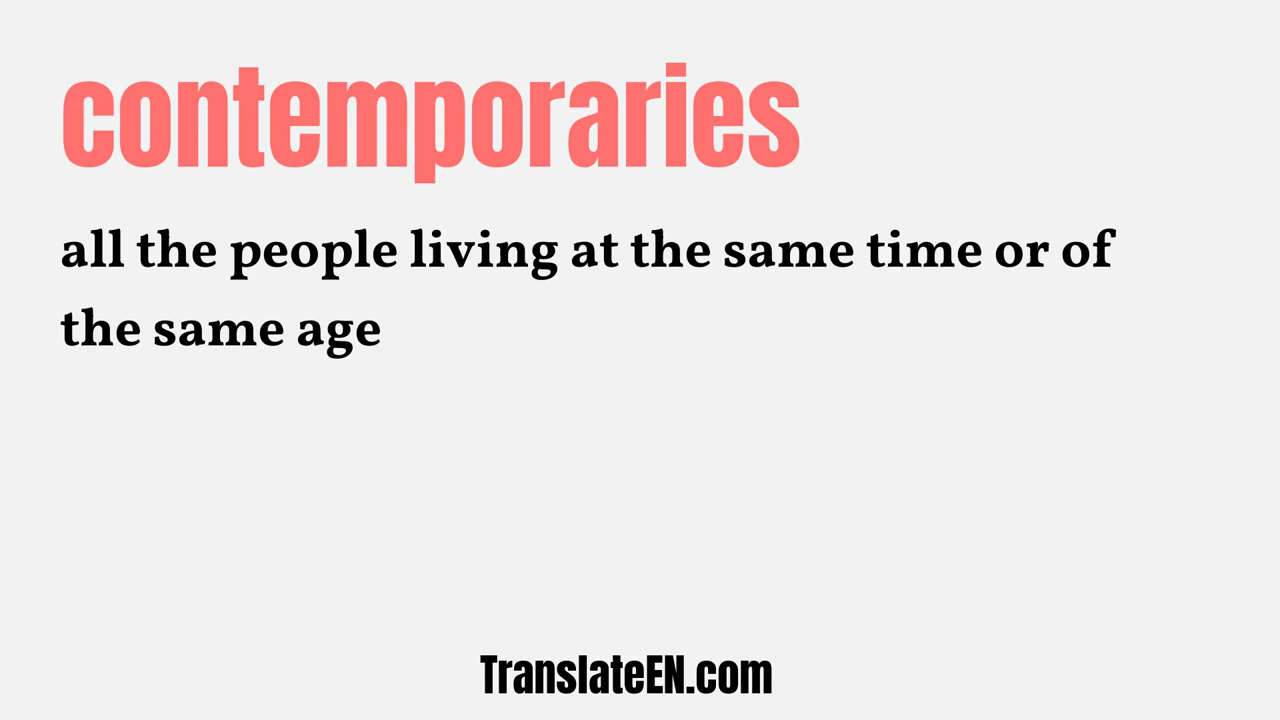 contemporaries
all the people living at the same time or of
the same age
TranslateEN.com